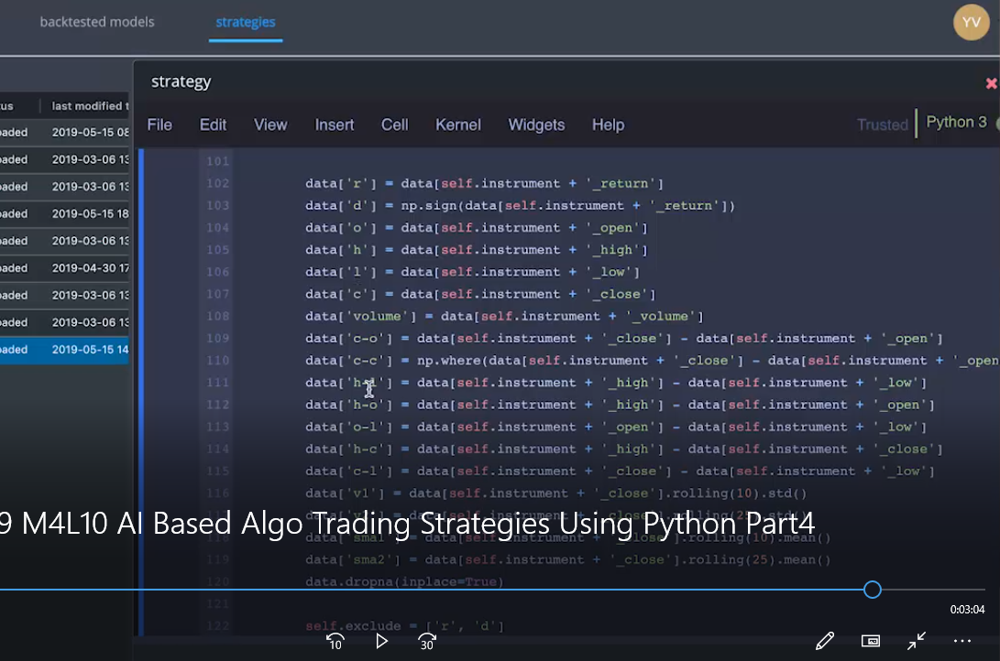 backtested models strategies YV
strategy
us last modified t
File Edit View Insert Cell Kernel Widgets Help Trusted Python 3
oaded 2019-05-15 08
oaded 2019-03-06 13
oaded 2019-03-06 13
oaded 2019-05-15 18
oaded 2019-03-06 13
oaded 2019-04-30 17
oaded 2019-03-06 13
oaded 2019-03-06 13
oaded 2019-05-15 14
101
102 data['r'] = data[self.instrument + '_return']
103 data['d'] = np.sign(data[self.instrument + '_return'])
104 data['o'] = data[self.instrument + '_open']
105 data['h'] = data[self.instrument + '_high']
106 data['l'] = data[self.instrument + '_low']
107 data['c'] = data[self.instrument + '_close']
108 data['volume'] = data[self.instrument + '_volume']
109 data['c-o'] = data[self.instrument + '_close'] - data[self.instrument + '_open']
110 data['c-c'] = np.where(data[self.instrument + '_close'] - data[self.instrument + '_open
111 data['h-l'] = data[self.instrument + '_high'] - data[self.instrument + '_low']
112 data['h-o'] = data[self.instrument + '_high'] - data[self.instrument + '_open']
113 data['o-l'] = data[self.instrument + '_open'] - data[self.instrument + '_low']
114 data['h-c'] = data[self.instrument + '_high'] - data[self.instrument + '_close']
115 data['c-l'] = data[self.instrument + '_close'] - data[self.instrument + '_low']
116 data['v1'] = data[self.instrument + '_close'].rolling(10).std()
9 M4L10 AI Based Algo Trading Strategies Using Python Part4
data['sma1'] = data[self.instrument + '_close'].rolling(10).mean()
119 data['sma2'] = data[self.instrument + '_close'].rolling(25).mean()
120 data.dropna(inplace=True)
121
122 self.exclude = ['r', 'd']
0:03:04
10 30